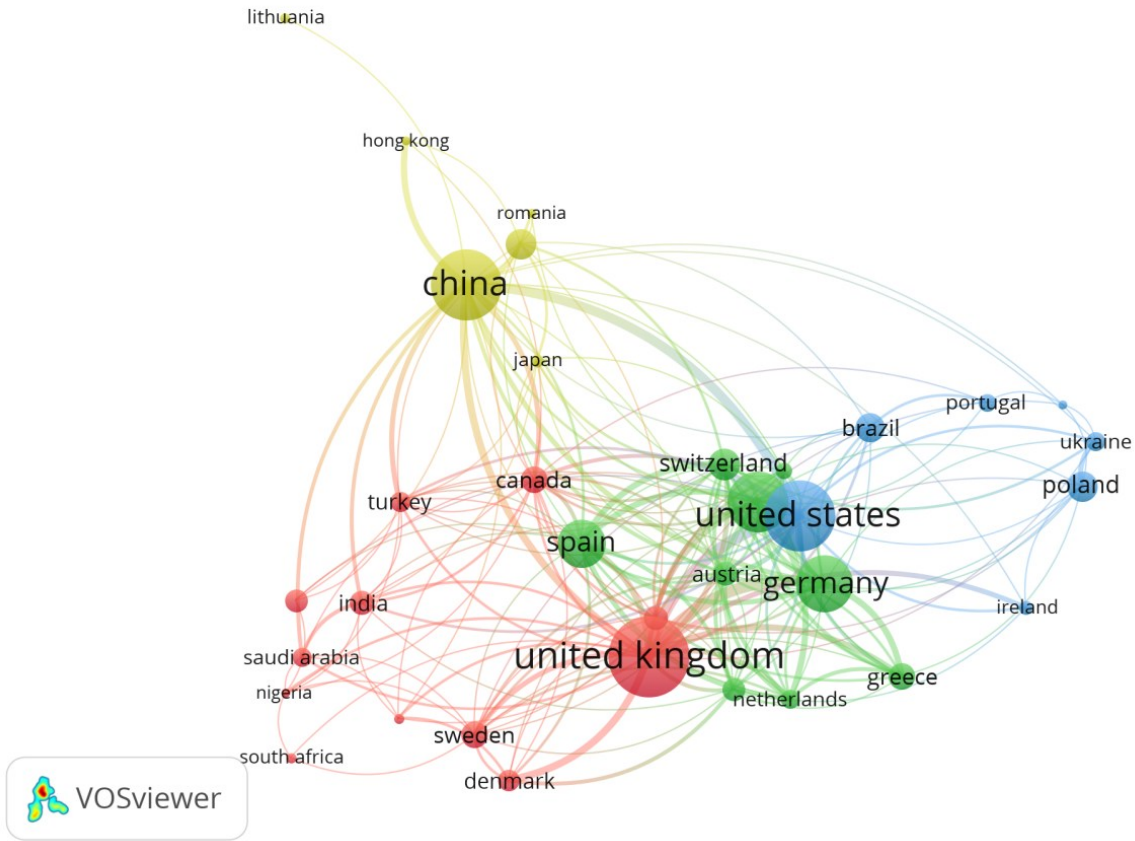 lithuania
hong kong
romania
china
japan
portugal
brazil
ukraine
switzerland
canada
poland
turkey
united states
spain
austria
germany
india
ireland
united kingdom
saudi arabia
greece
nigeria
netherlands
sweden
south africa
denmark
VOSviewer